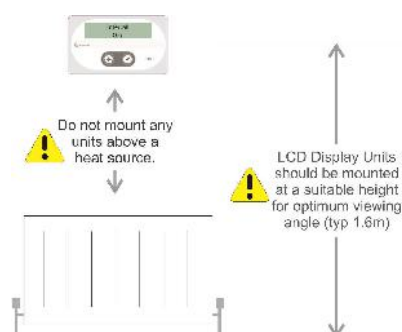 Do not mount any
units above a
heat source.
LCD Display Units
should be mounted
at a suitable height
for optimum viewing
angle (typ 1.6m)